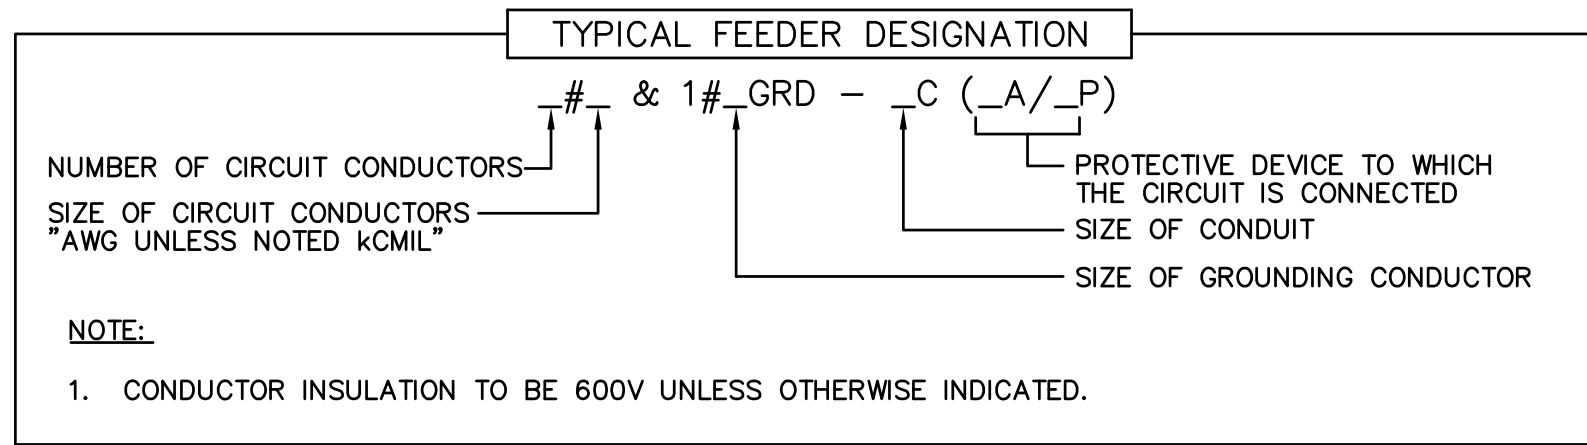 TYPICAL FEEDER DESIGNATION
_#_ & 1#_GRD – _C (_A/_P)
NUMBER OF CIRCUIT CONDUCTORS
SIZE OF CIRCUIT CONDUCTORS
"AWG UNLESS NOTED kCMIL"
PROTECTIVE DEVICE TO WHICH
THE CIRCUIT IS CONNECTED
SIZE OF CONDUIT
SIZE OF GROUNDING CONDUCTOR
NOTE:
1. CONDUCTOR INSULATION TO BE 600V UNLESS OTHERWISE INDICATED.